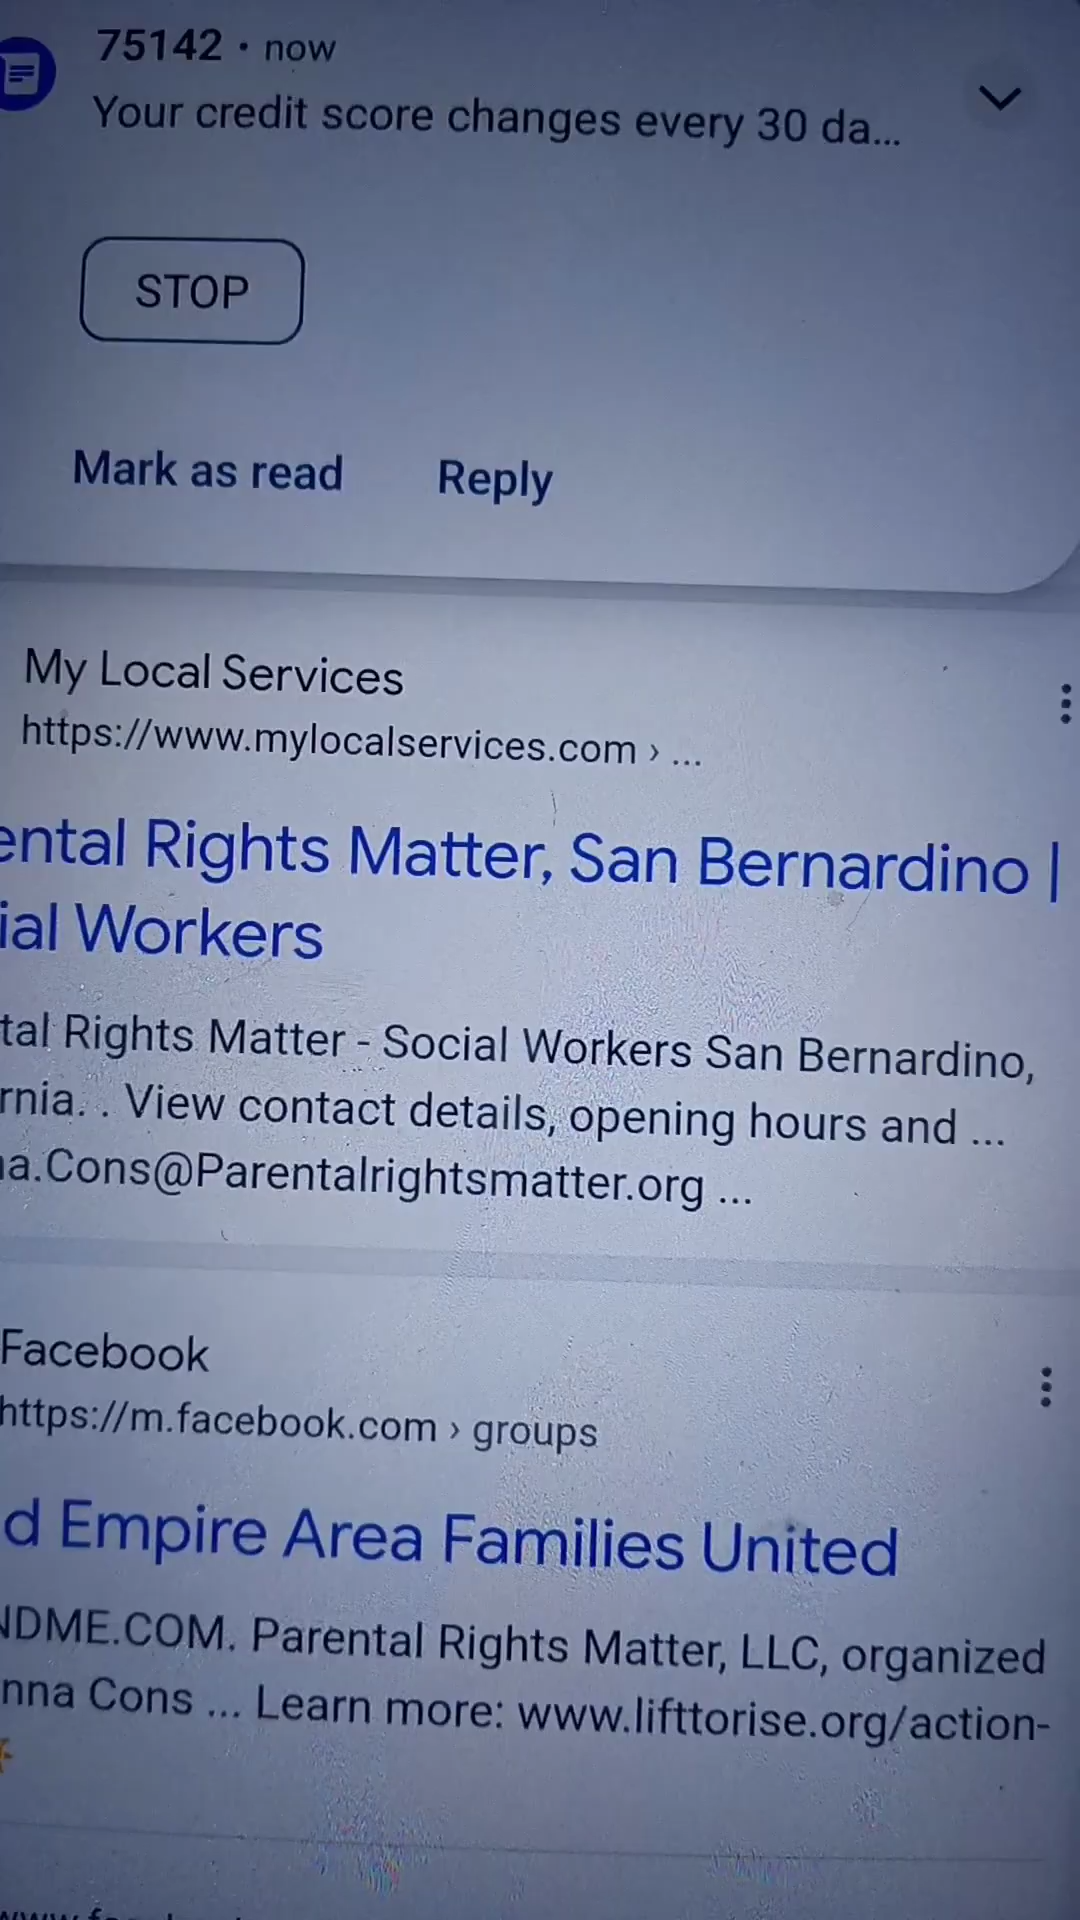 75142 • now
Your credit score changes every 30 da...
STOP
Mark as read Reply
My Local Services
https://www.mylocalservices.com › ...
ental Rights Matter, San Bernardino |
ial Workers
tal Rights Matter - Social Workers San Bernardino,
rnia. . View contact details, opening hours and ...
na.Cons@Parentalrightsmatter.org ...
Facebook
https://m.facebook.com › groups
d Empire Area Families United
NDME.COM. Parental Rights Matter, LLC, organized
nna Cons ... Learn more: www.lifttorise.org/action-